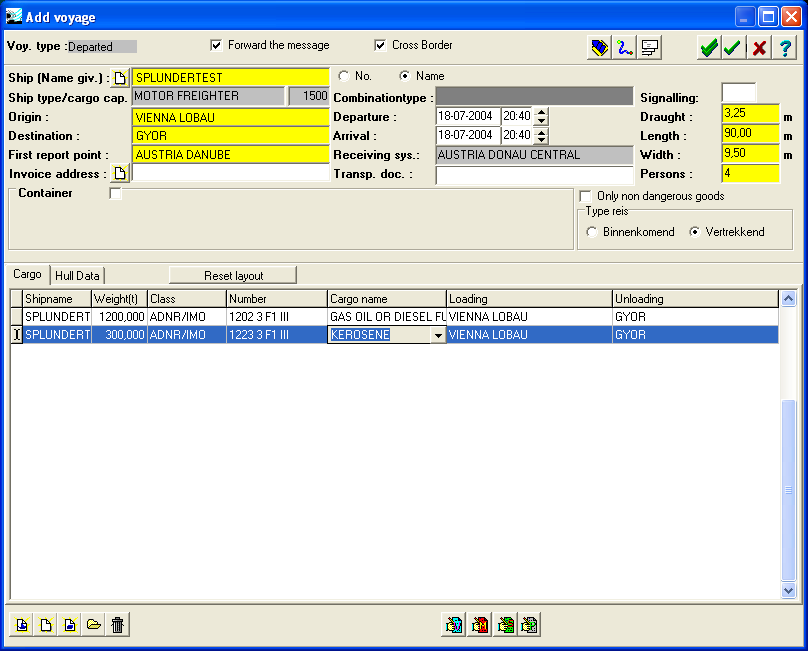 Add voyage
Voy. type : Departed Forward the message Cross Border
Ship (Name giv.) : SPLUNDERTEST No. Name
Ship type/cargo cap. MOTOR FREIGHTER 1500 Combinationtype : Signalling:
Origin : VIENNA LOBAU Departure : 18-07-2004 20:40 Draught : 3,25 m
Destination : GYOR Arrival : 18-07-2004 20:40 Length : 90,00 m
First report point : AUSTRIA DANUBE Receiving sys.: AUSTRIA DONAU CENTRAL Width : 9,50 m
Invoice address : Transp. doc. : Persons : 4
Container Only non dangerous goods
Type reis
Binnenkomend Vertrekkend
Cargo Hull Data Reset layout
Shipname Weight(t) Class Number Cargo name Loading Unloading
SPLUNDERT 1200,000 ADNR/IMO 1202 3 F1 III GAS OIL OR DIESEL FU VIENNA LOBAU GYOR
SPLUNDERT 300,000 ADNR/IMO 1223 3 F1 III KEROSENE VIENNA LOBAU GYOR